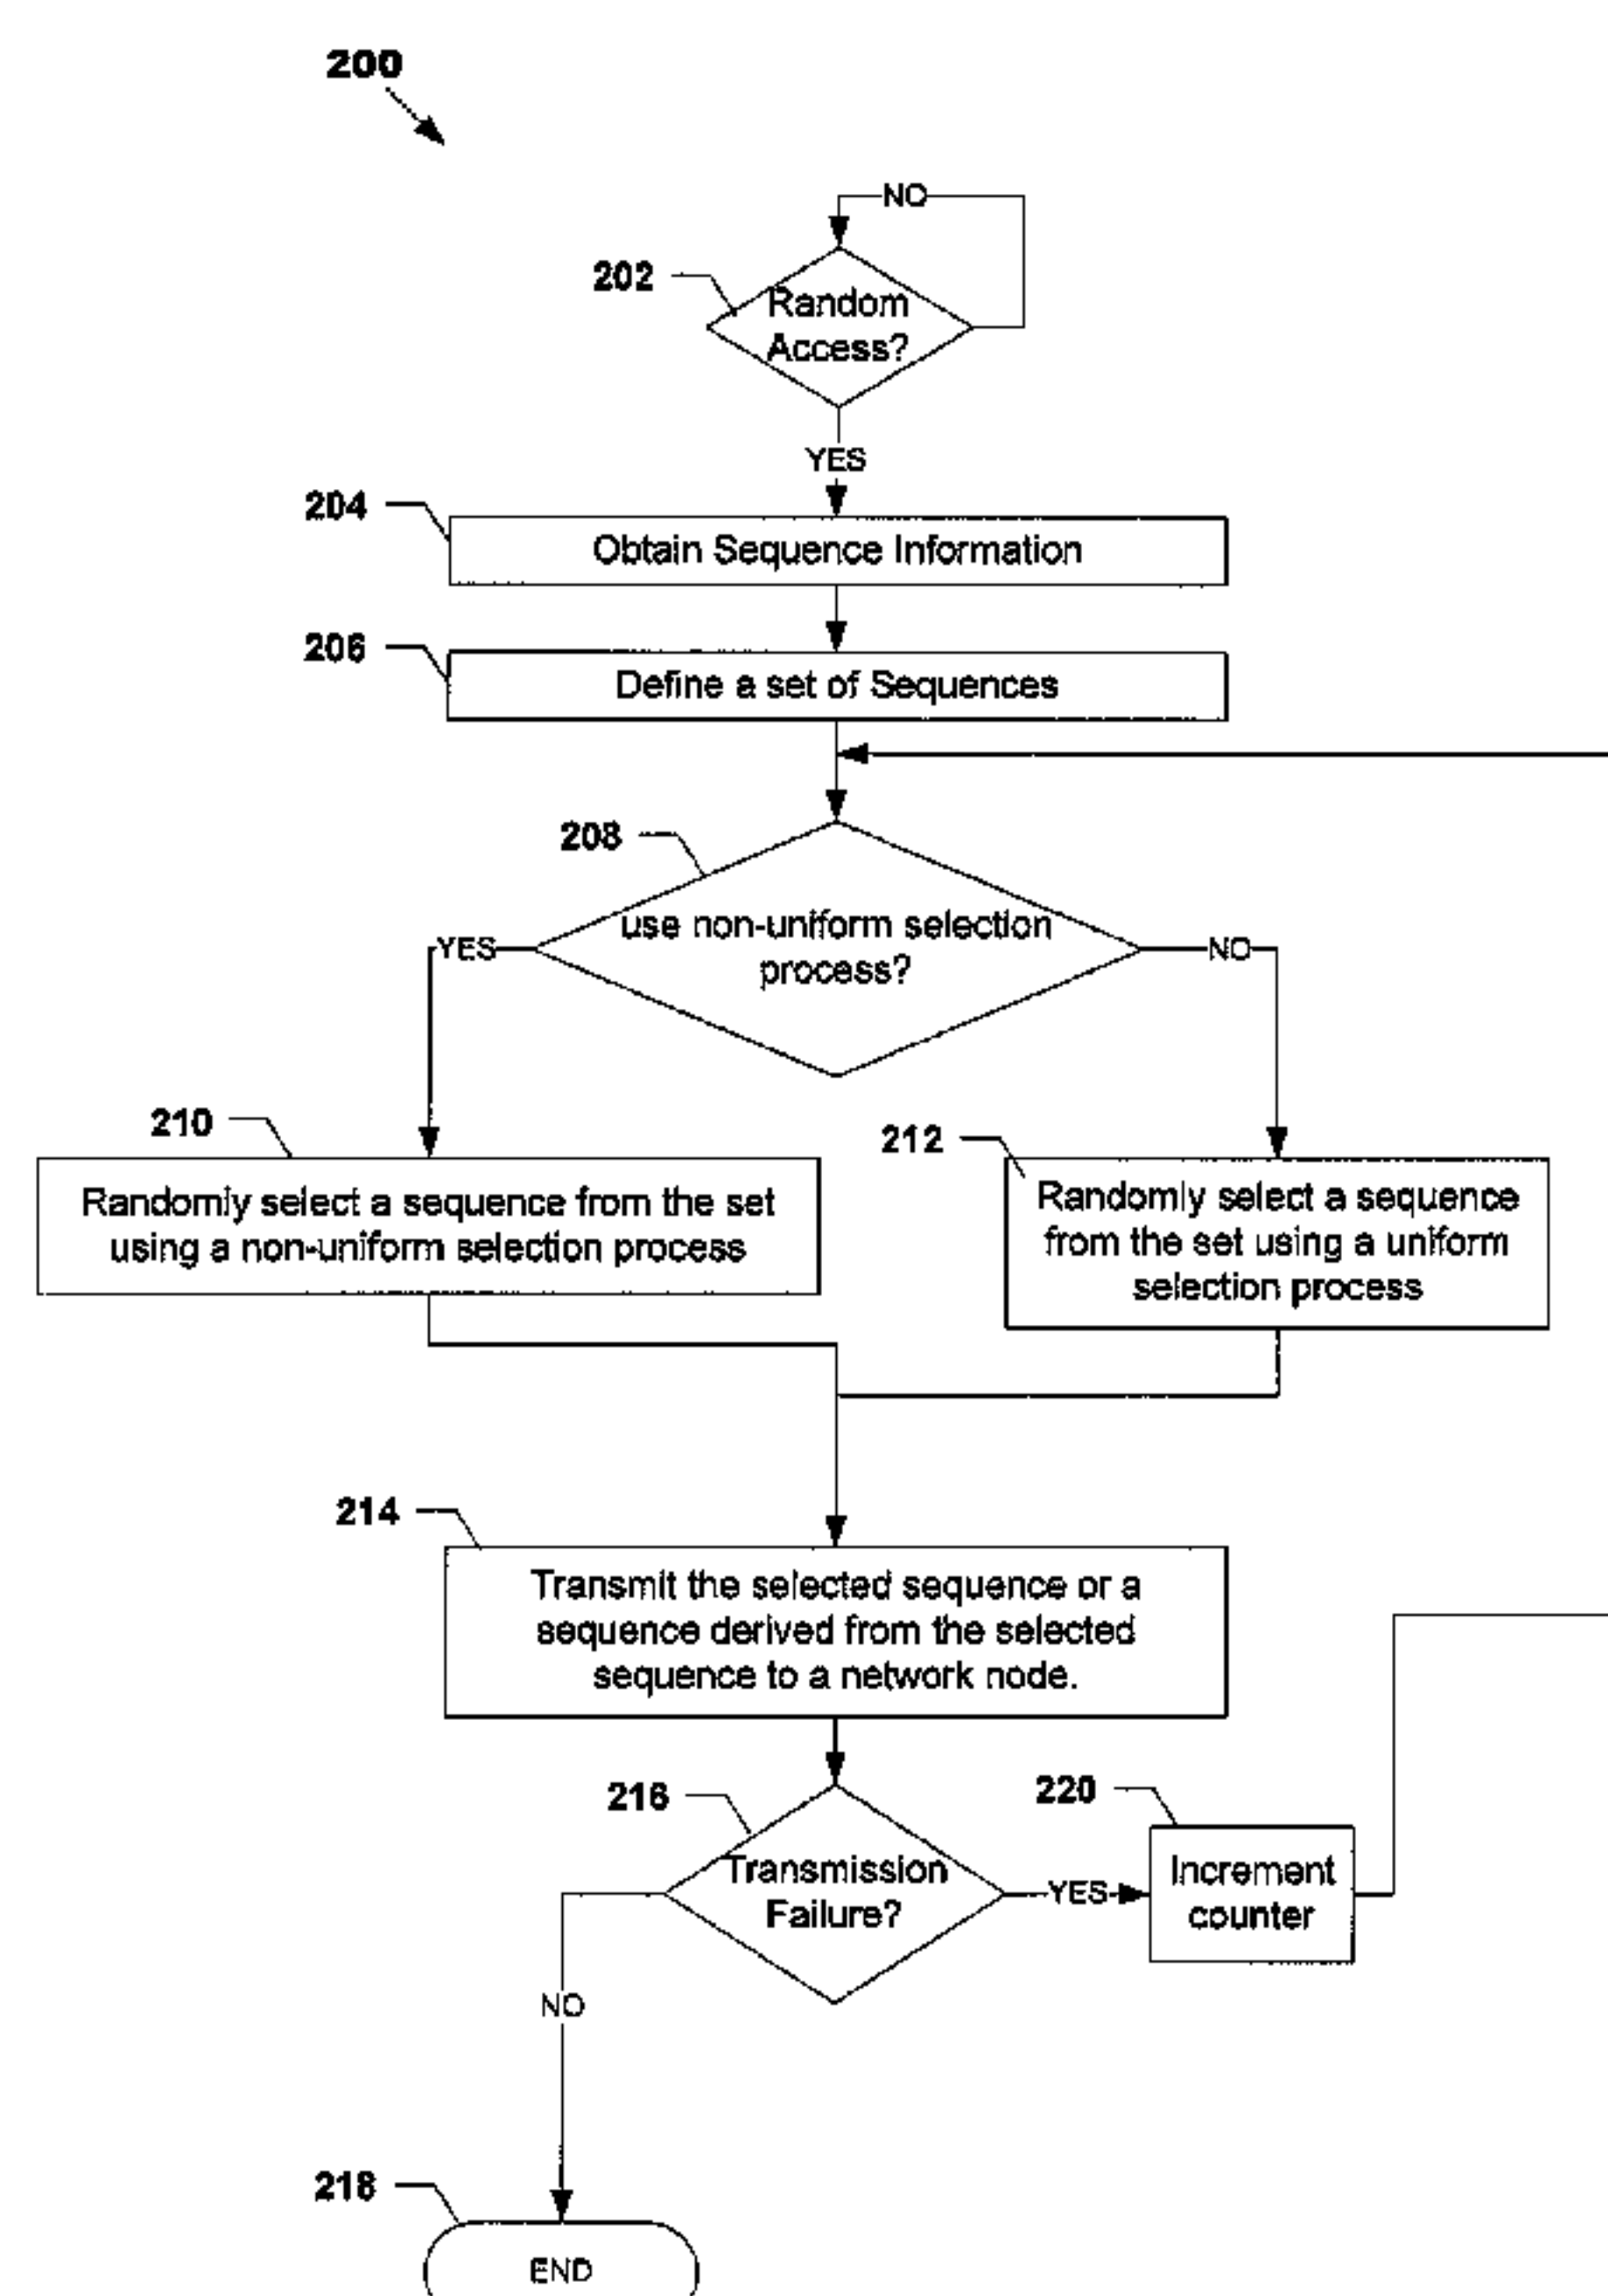 200
NO
202
Random
Access?
YES
204
Obtain Sequence Information
206
Define a set of Sequences
208
use non-uniform selection
process?
YES
NO
210
Randomly select a sequence from the set
using a non-uniform selection process
212
Randomly select a sequence
from the set using a uniform
selection process
214
Transmit the selected sequence or a
sequence derived from the selected
sequence to a network node.
216
Transmission
Failure?
YES
220
Increment
counter
NO
218
END